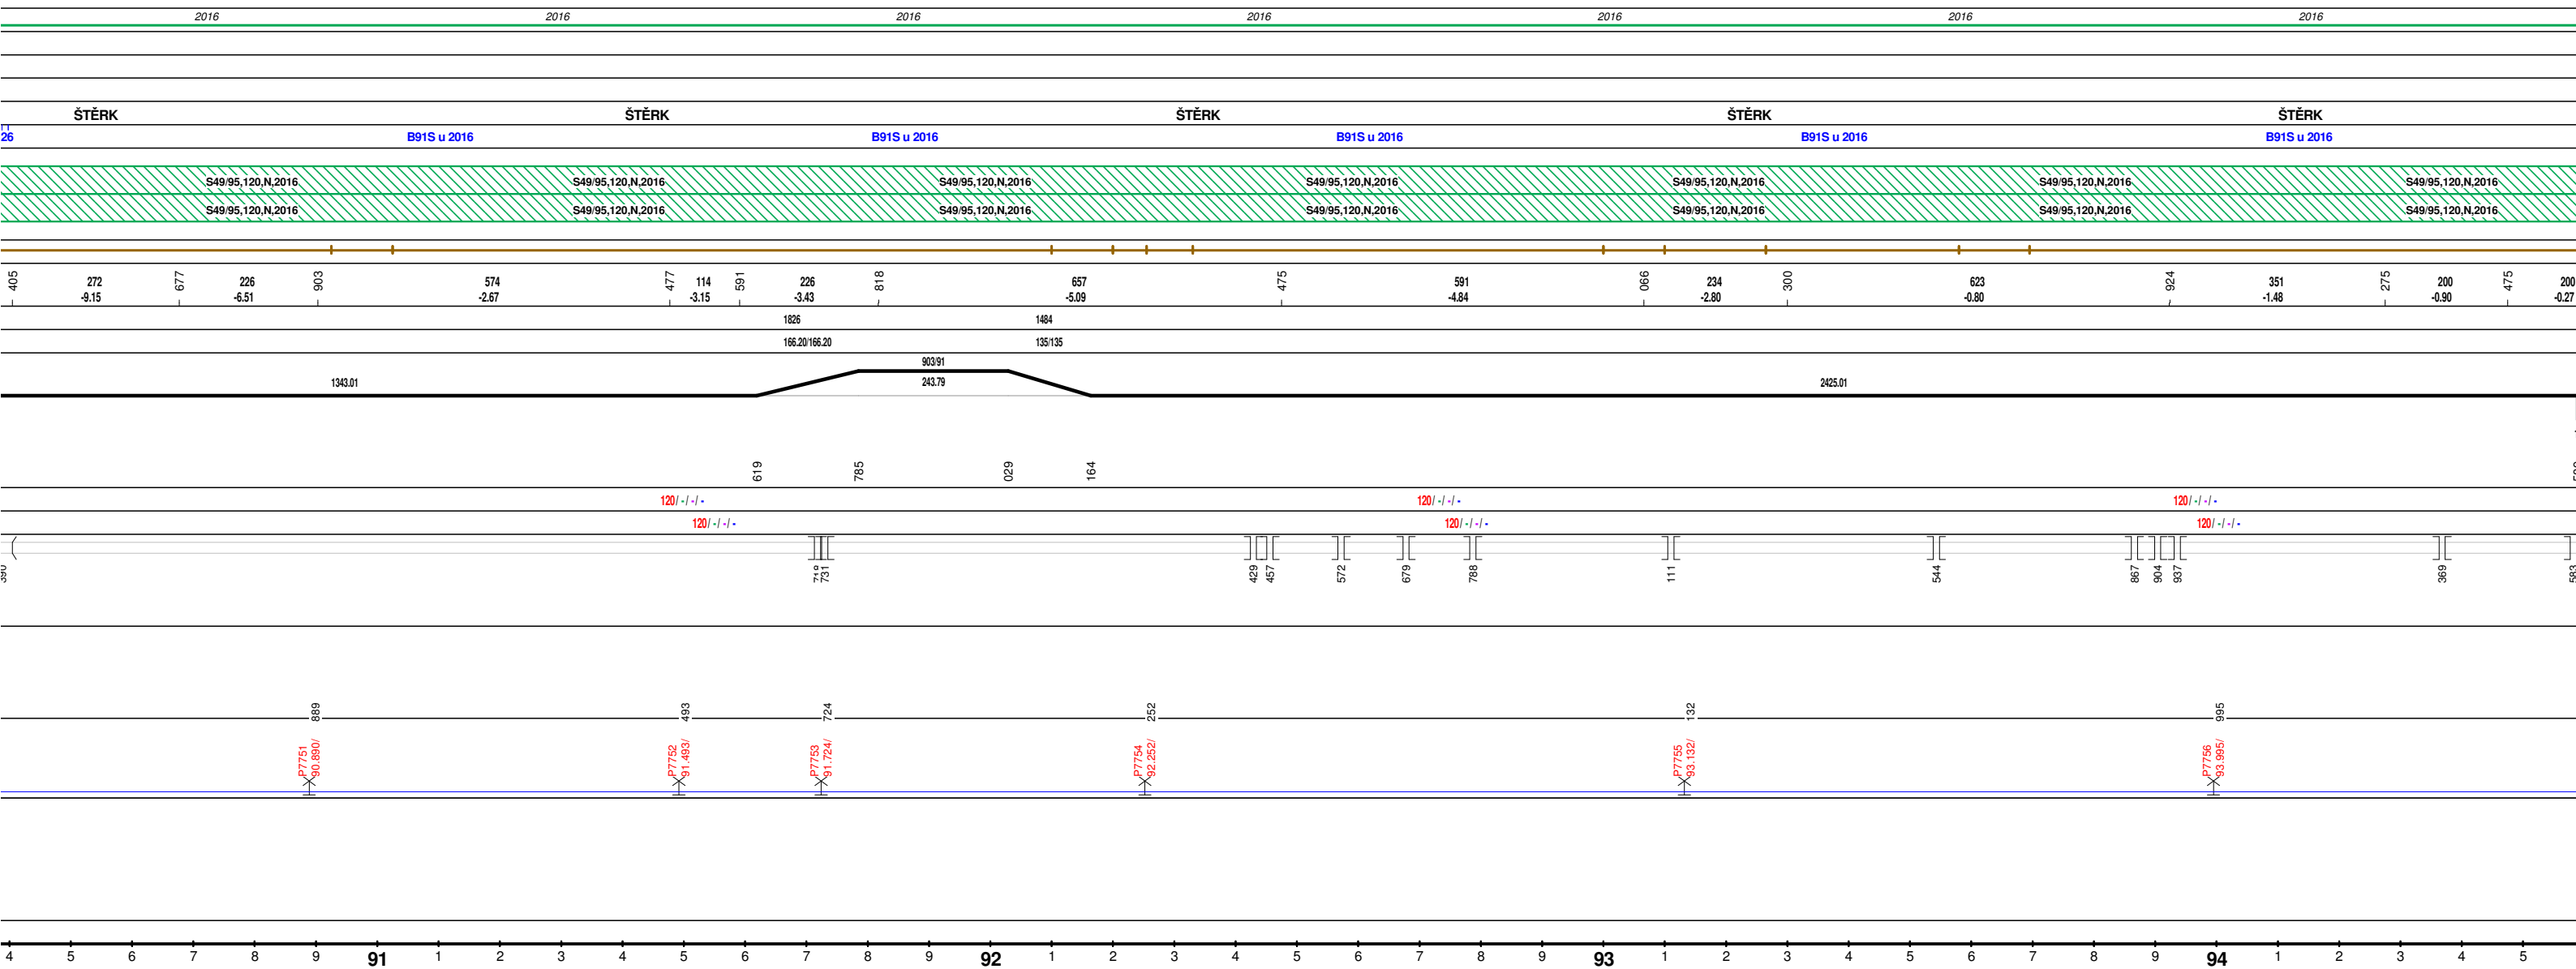 2016 2016 2016 2016 2016 2016 2016
ŠTĚRK ŠTĚRK ŠTĚRK ŠTĚRK ŠTĚRK
26 B91S u 2016 B91S u 2016 B91S u 2016 B91S u 2016 B91S u 2016
S49/95,120,N,2016 S49/95,120,N,2016 S49/95,120,N,2016 S49/95,120,N,2016 S49/95,120,N,2016 S49/95,120,N,2016 S49/95,120,N,2016
S49/95,120,N,2016 S49/95,120,N,2016 S49/95,120,N,2016 S49/95,120,N,2016 S49/95,120,N,2016 S49/95,120,N,2016 S49/95,120,N,2016
405 272 677 226 903 574 477 114 591 226 818 657 475 591 066 234 300 623 924 351 275 200 475 200
-9.15 -6.51 -2.67 -3.15 -3.43 -5.09 -4.84 -2.80 -0.80 -1.48 -0.90 -0.27
1826 1484
166.20/166.20 135/135
903/91
1343.01 243.79 2425.01
619 785 029 164
120/ -/ -/ - 120/ -/ -/ - 120/ -/ -/ -
120/ -/ -/ - 120/ -/ -/ - 120/ -/ -/ -
390 718 731 429 457 572 679 788 111 544 867 904 937 369 583
889 493 724 252 132 995
P7751 P7752 P7753 P7754 P7755 P7756
90.890/ 91.493/ 91.724/ 92.252/ 93.132/ 93.995/
4 5 6 7 8 9 91 1 2 3 4 5 6 7 8 9 92 1 2 3 4 5 6 7 8 9 93 1 2 3 4 5 6 7 8 9 94 1 2 3 4 5